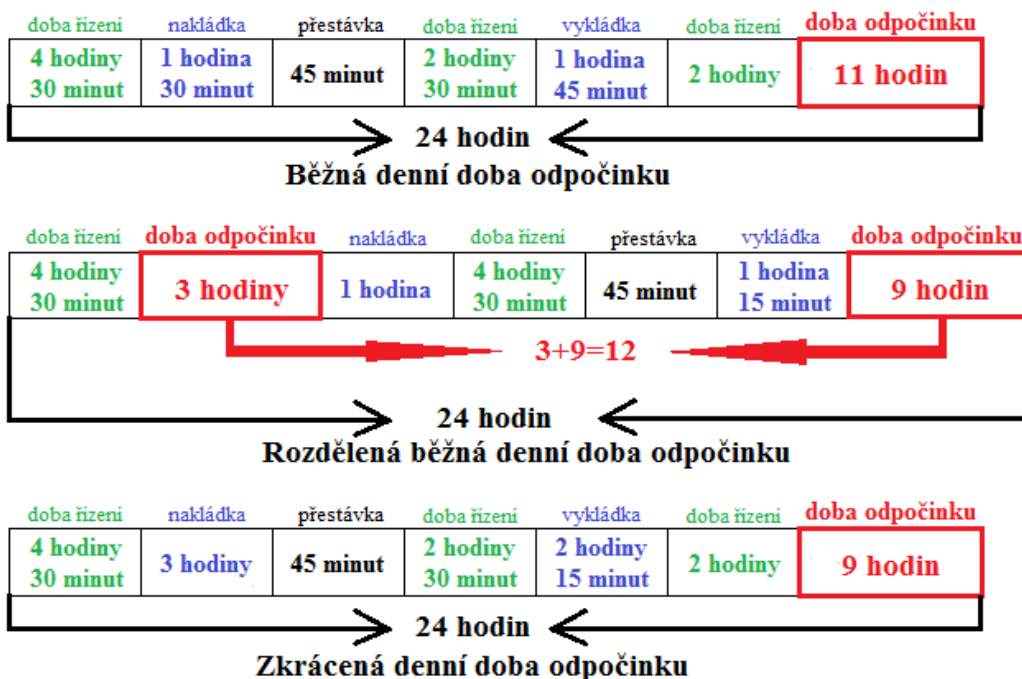 doba řízení nakládka přestávka doba řízení vykládka doba řízení doba odpočinku
4 hodiny 1 hodina 45 minut 2 hodiny 1 hodina 2 hodiny 11 hodin
30 minut 30 minut 30 minut 45 minut
24 hodin
Běžná denní doba odpočinku
doba řízení doba odpočinku nakládka doba řízení přestávka vykládka doba odpočinku
4 hodiny 3 hodiny 1 hodina 4 hodiny 45 minut 1 hodina 9 hodin
30 minut 30 minut 15 minut
3+9=12
24 hodin
Rozdělená běžná denní doba odpočinku
doba řízení nakládka přestávka doba řízení vykládka doba řízení doba odpočinku
4 hodiny 3 hodiny 45 minut 2 hodiny 2 hodiny 2 hodiny 9 hodin
30 minut 30 minut 15 minut
24 hodin
Zkrácená denní doba odpočinku